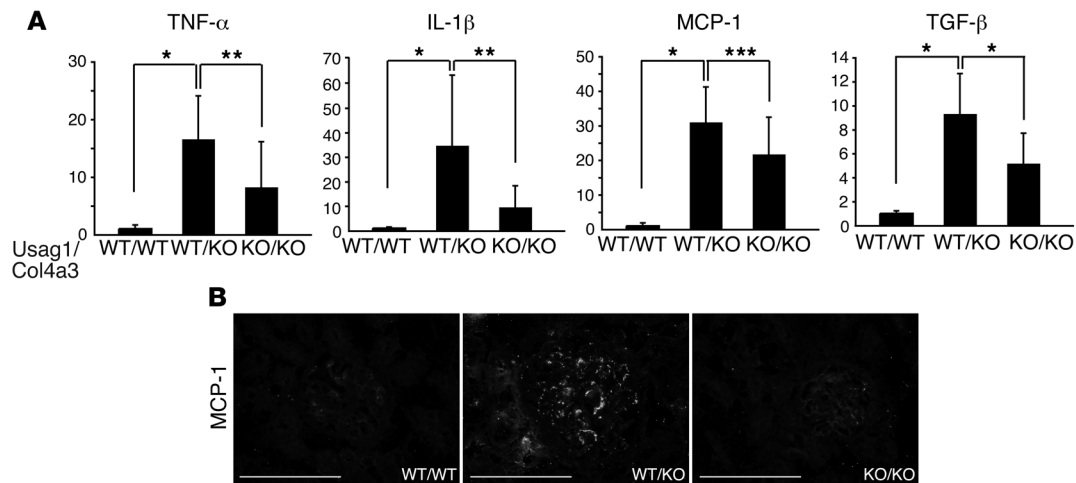 A
TNF-α
IL-1β
MCP-1
TGF-β
* **
* **
* ***
* *
30
20
10
0
70
60
50
40
30
20
10
0
50
40
30
20
10
0
14
12
10
8
6
4
2
0
Usag1/
Col4a3
WT/WT WT/KO KO/KO
WT/WT WT/KO KO/KO
WT/WT WT/KO KO/KO
WT/WT WT/KO KO/KO
B
MCP-1
WT/WT
WT/KO
KO/KO